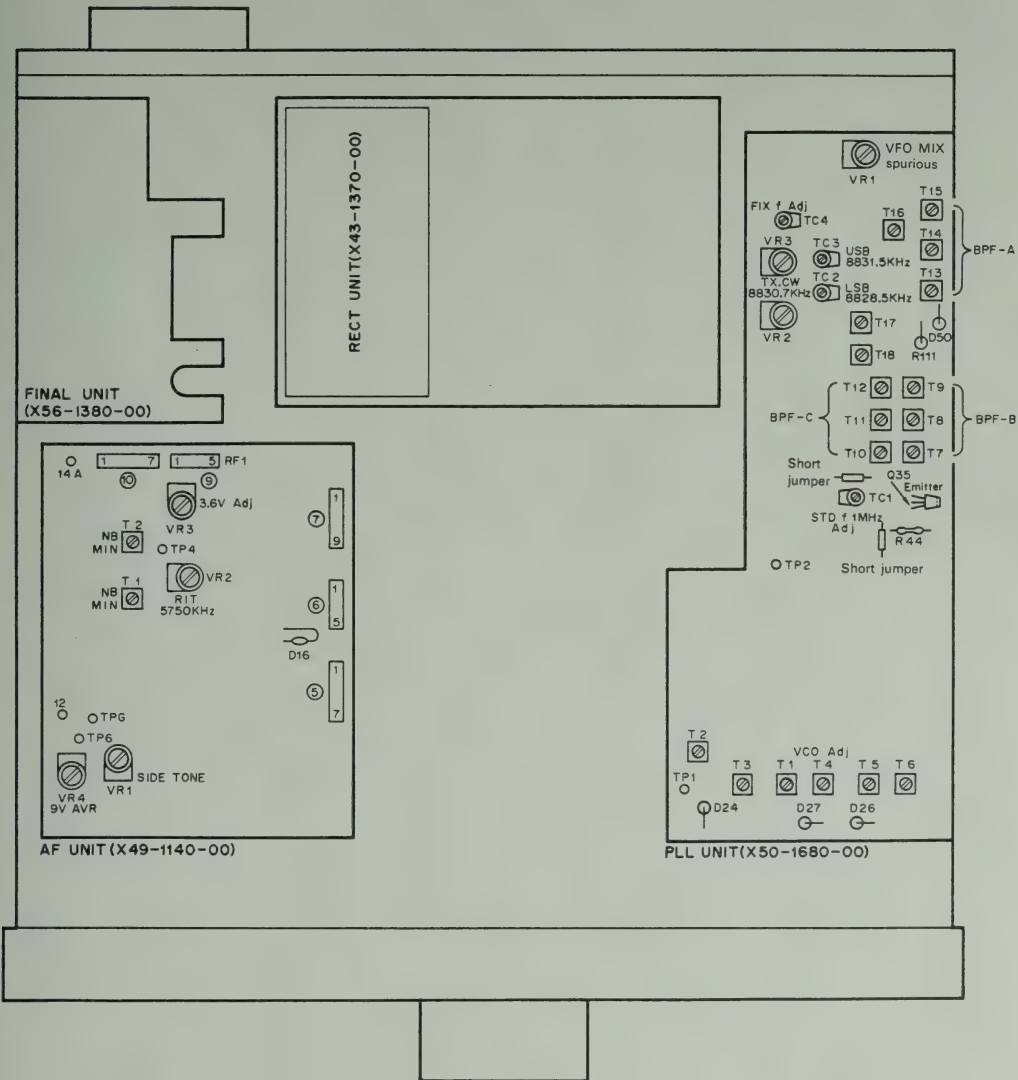 RECT UNIT(X43-1370-00)
FINAL UNIT
(X56-1380-00)
14A
1 7
⑩
1 5
RF1
⑨
3.6V Adj
VR3
T 2
NB
MIN
TP4
VR2
RIT
5750KHz
T 1
NB
MIN
⑦
1
9
⑥
1
5
D16
⑤
1
7
12
TPG
TP6
VR4
9V AVR
VR1
SIDE TONE
AF UNIT(X49-1140-00)
VFO MIX
spurious
VR1
T15
T16
FIX f Adj
TC4
T14
BPF-A
VR3
TC3
USB
8831.5KHz
TX.CW
8830.7KHz
TC2
LSB
8828.5KHz
T13
VR2
T17
D50
R111
T18
T12
T9
BPF-C
T11
T8
BPF-B
T10
T7
Short
jumper
Q35
Emitter
TC1
STD f 1MHz
Adj
R44
Short jumper
TP2
T 2
VCO Adj
TP1
T 3
T 1
T 4
T 5
T 6
D24
D27
D26
PLL UNIT(X50-1680-00)